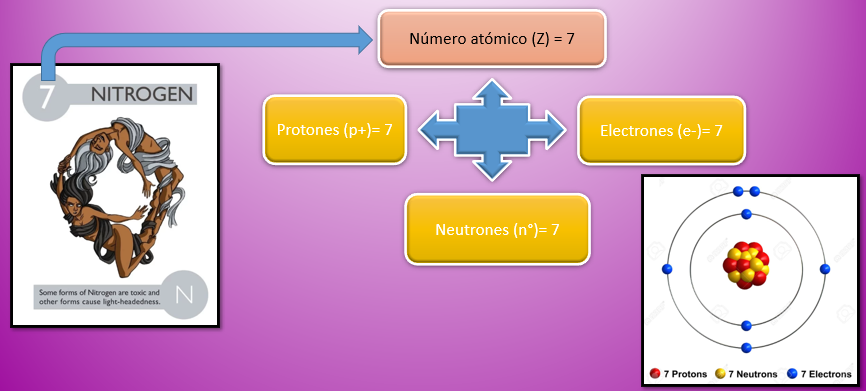 Número atómico (Z) = 7
7 NITROGEN
Protones (p+)= 7
Electrones (e-)= 7
Neutrones (n°)= 7
Some forms of Nitrogen are toxic and
other forms cause light-headedness.
N
7 Protons 7 Neutrons 7 Electrons